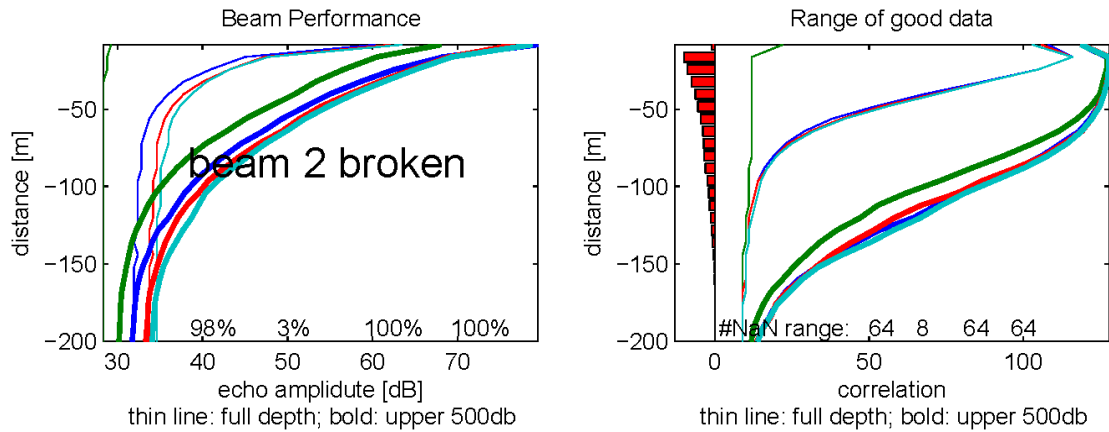 Beam Performance
−50
−100
−150
−200
distance [m]
beam 2 broken
98% 3% 100% 100%
30 40 50 60 70
echo amplidute [dB]
thin line: full depth; bold: upper 500db
Range of good data
−50
−100
−150
−200
distance [m]
#NaN range: 64 8 64 64
0 50 100
correlation
thin line: full depth; bold: upper 500db